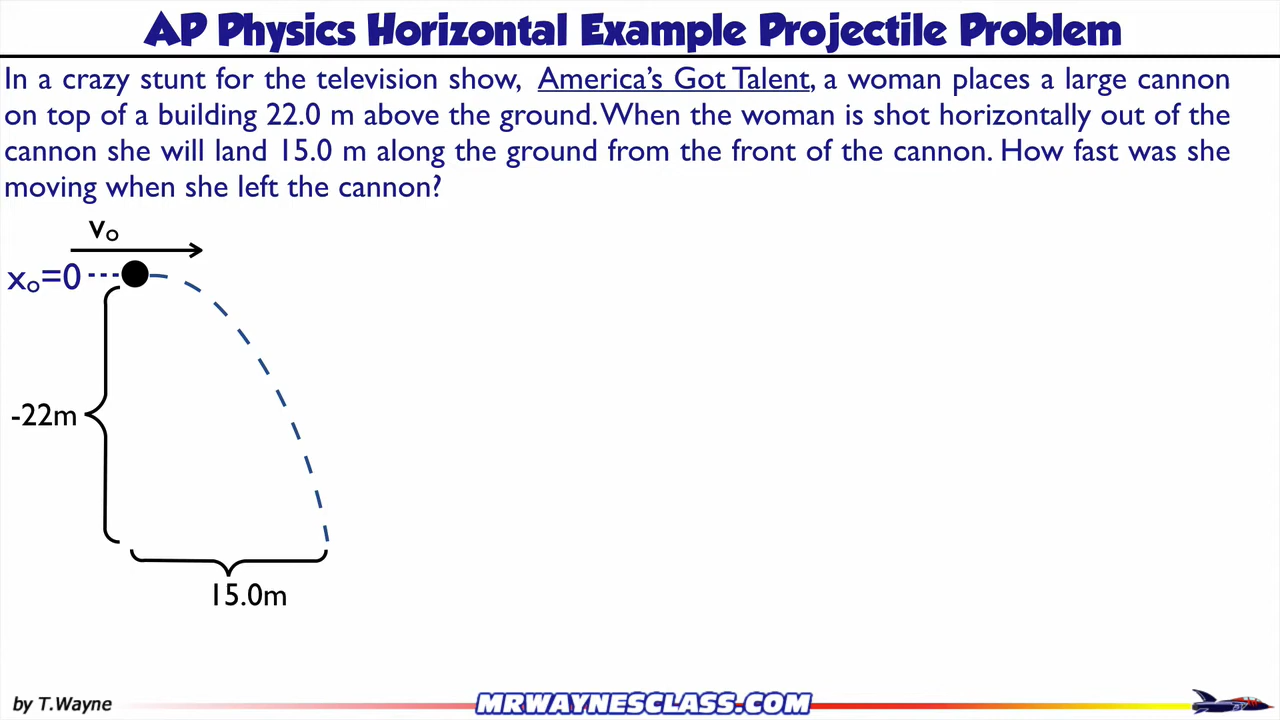 AP Physics Horizontal Example Projectile Problem
In a crazy stunt for the television show, America's Got Talent, a woman places a large cannon
on top of a building 22.0 m above the ground. When the woman is shot horizontally out of the
cannon she will land 15.0 m along the ground from the front of the cannon. How fast was she
moving when she left the cannon?
vo
xo=0
-22m
15.0m
by T.Wayne
MRWAYNESCLASS.COM